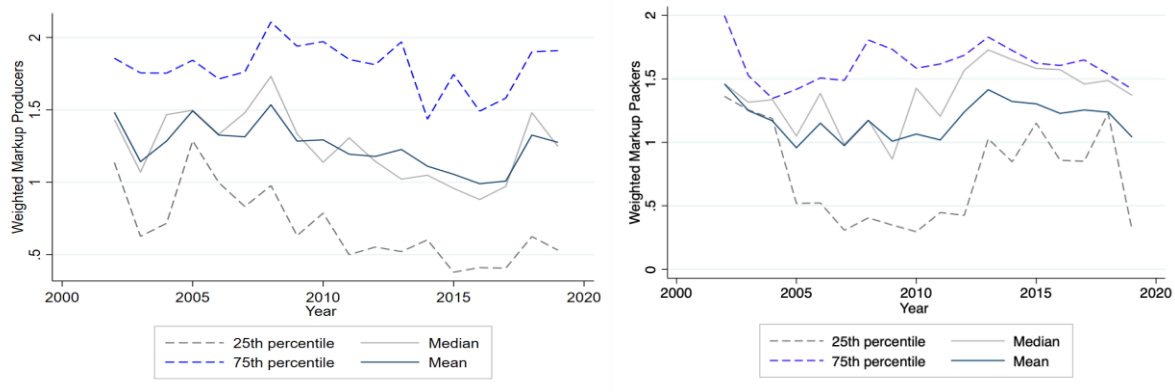 Weighted Markup Producers
2
1.5
1
.5
2000
2005
2010
2015
2020
Year
25th percentile
Median
75th percentile
Mean
Weighted Markup Packers
2
1.5
1
.5
0
2000
2005
2010
2015
2020
Year
25th percentile
Median
75th percentile
Mean